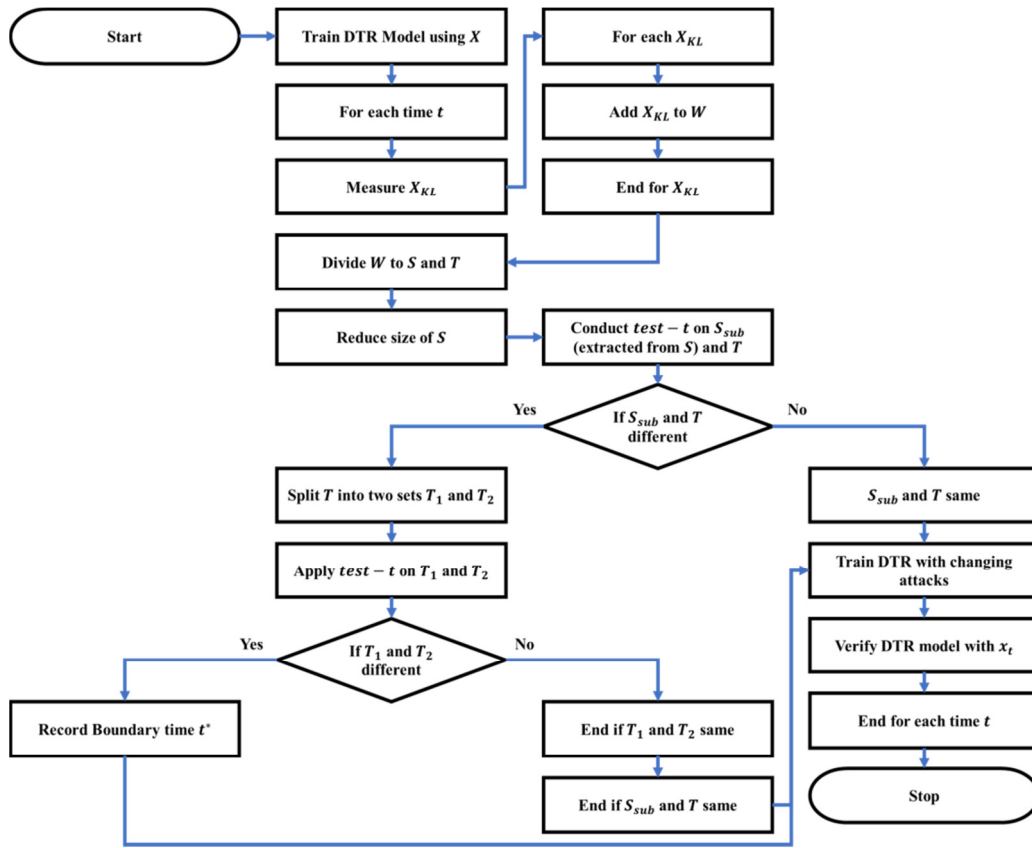 Start
Train DTR Model using X
For each time t
Measure X_KL
For each X_KL
Add X_KL to W
End for X_KL
Divide W to S and T
Reduce size of S
Conduct test − t on S_sub
(extracted from S) and T
If S_sub and T
different
Yes
No
Split T into two sets T_1 and T_2
Apply test − t on T_1 and T_2
If T_1 and T_2
different
Yes
No
Record Boundary time t*
End if T_1 and T_2 same
End if S_sub and T same
S_sub and T same
Train DTR with changing
attacks
Verify DTR model with x_t
End for each time t
Stop